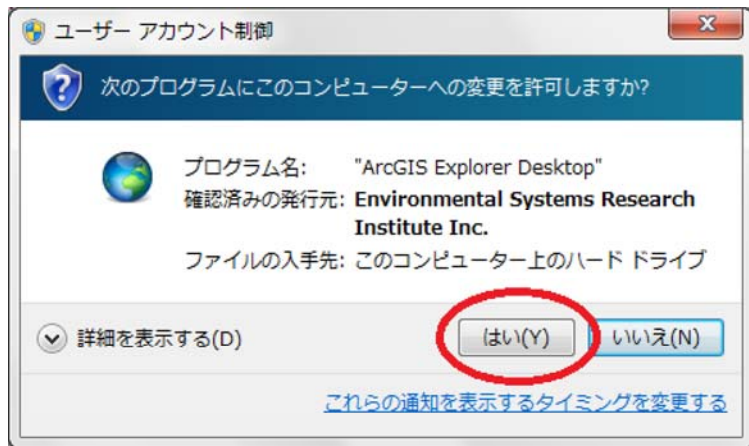 ユーザー アカウント制御
次のプログラムにこのコンピューターへの変更を許可しますか?
プログラム名: "ArcGIS Explorer Desktop"
確認済みの発行元: Environmental Systems Research
Institute Inc.
ファイルの入手先: このコンピューター上のハード ドライブ
詳細を表示する(D) はい(Y) いいえ(N)
これらの通知を表示するタイミングを変更する